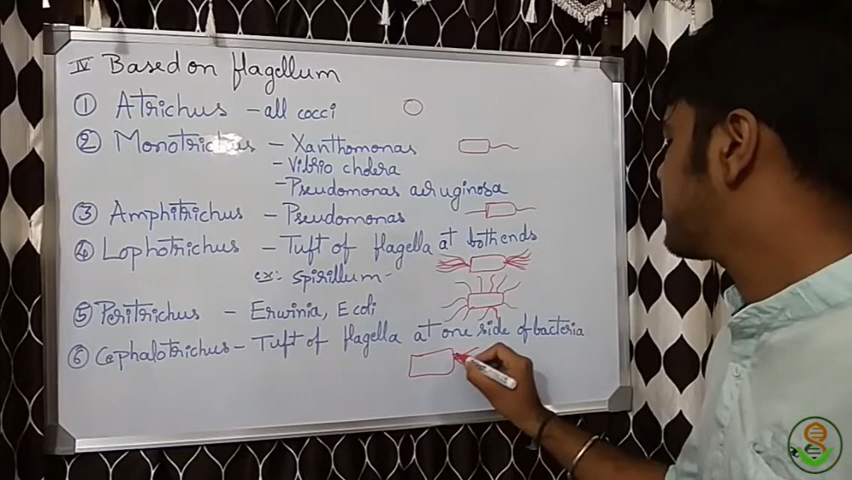 IV Based on flagellum
① Atrichus - all cocci
② Monotrichus - Xanthomonas
- Vibrio cholera
- Pseudomonas aeruginosa
③ Amphitrichus - Pseudomonas
④ Lophotrichus - Tuft of flagella at both ends
ex: spirillum
⑤ Peritrichus - Erwinia, E coli
⑥ Cephalotrichus - Tuft of flagella at one side of bacteria